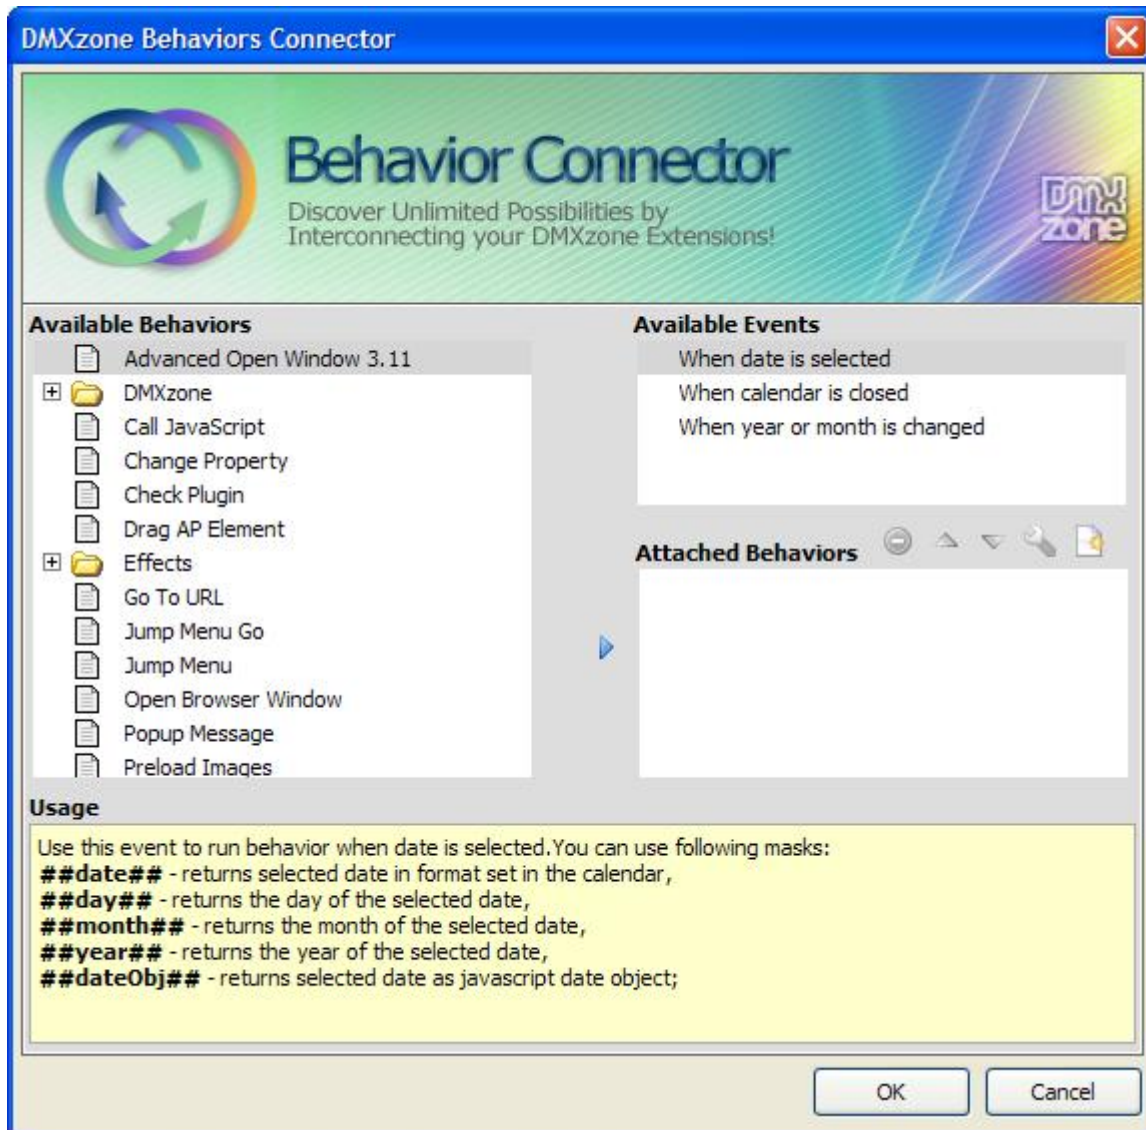 DMXzone Behaviors Connector
Behavior Connector
Discover Unlimited Possibilities by
Interconnecting your DMXzone Extensions!
DMX
zone
Available Behaviors
Advanced Open Window 3.11
DMXzone
Call JavaScript
Change Property
Check Plugin
Drag AP Element
Effects
Go To URL
Jump Menu Go
Jump Menu
Open Browser Window
Popup Message
Preload Images
Available Events
When date is selected
When calendar is closed
When year or month is changed
Attached Behaviors
Usage
Use this event to run behavior when date is selected.You can use following masks:
##date## - returns selected date in format set in the calendar,
##day## - returns the day of the selected date,
##month## - returns the month of the selected date,
##year## - returns the year of the selected date,
##dateObj## - returns selected date as javascript date object;
OK
Cancel